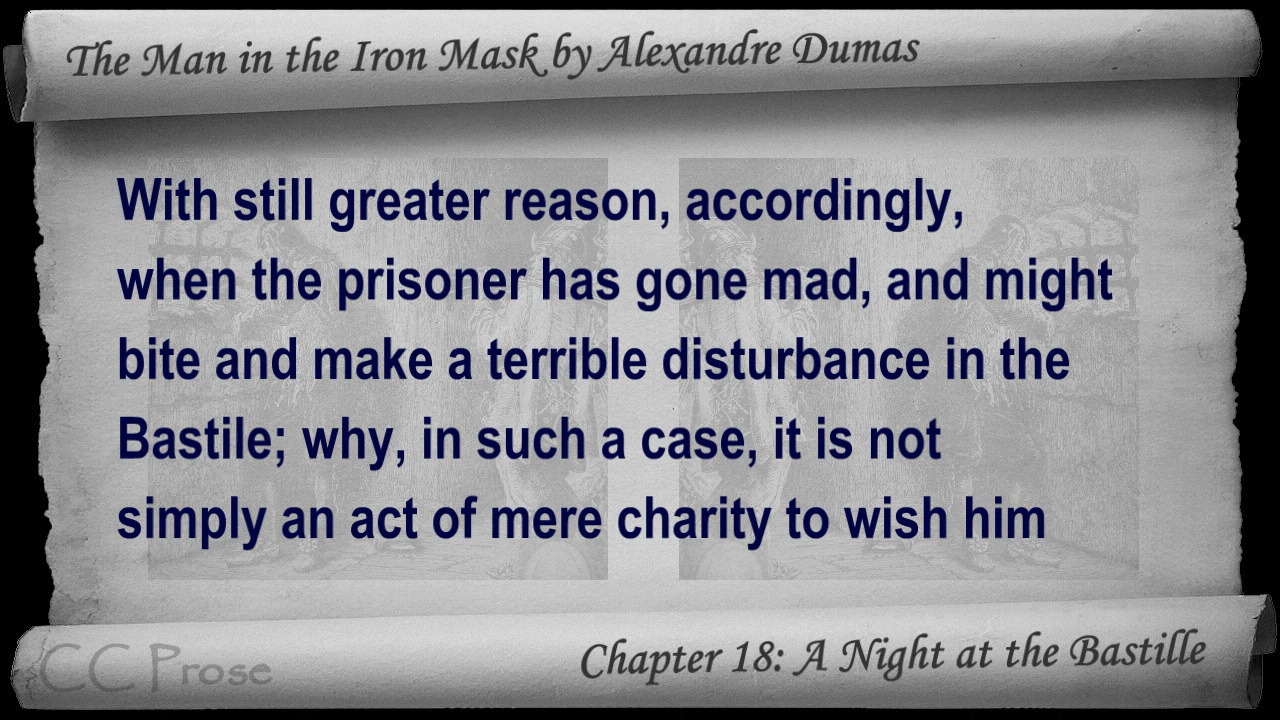 The Man in the Iron Mask by Alexandre Dumas
With still greater reason, accordingly,
when the prisoner has gone mad, and might
bite and make a terrible disturbance in the
Bastile; why, in such a case, it is not
simply an act of mere charity to wish him
CC Prose
Chapter 18: A Night at the Bastille